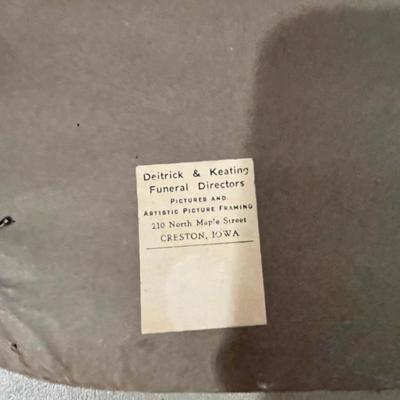 Deitrick & Keating
Funeral Directors
PICTURES AND
ARTISTIC PICTURE FRAMING
210 North Maple Street
CRESTON, IOWA